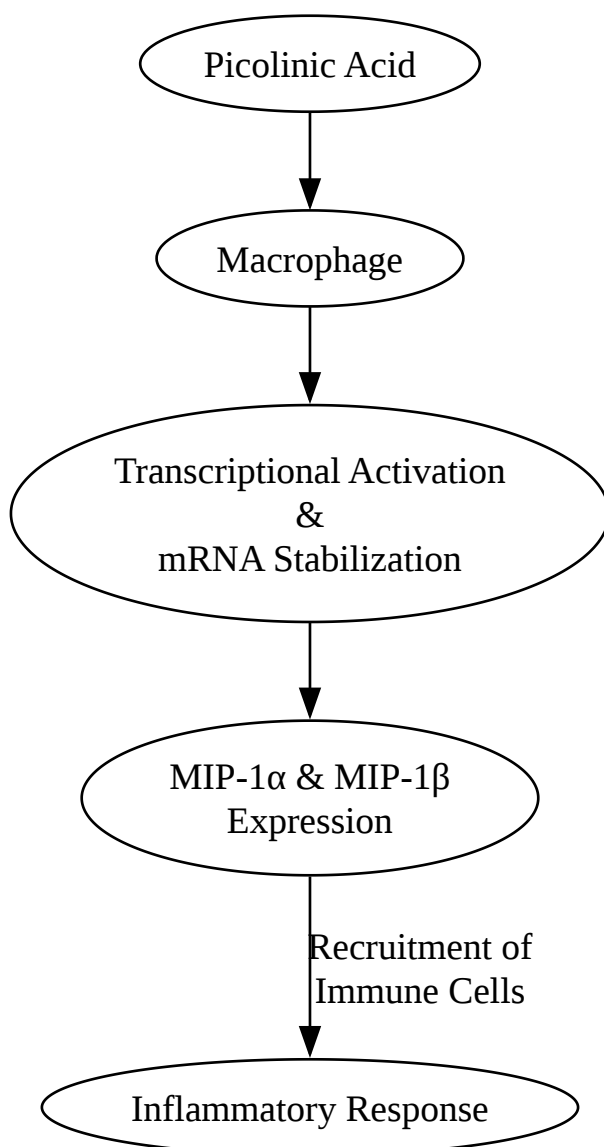 Picolinic Acid
Macrophage
Transcriptional Activation
&
mRNA Stabilization
MIP-1α & MIP-1β
Expression
Recruitment of
Immune Cells
Inflammatory Response